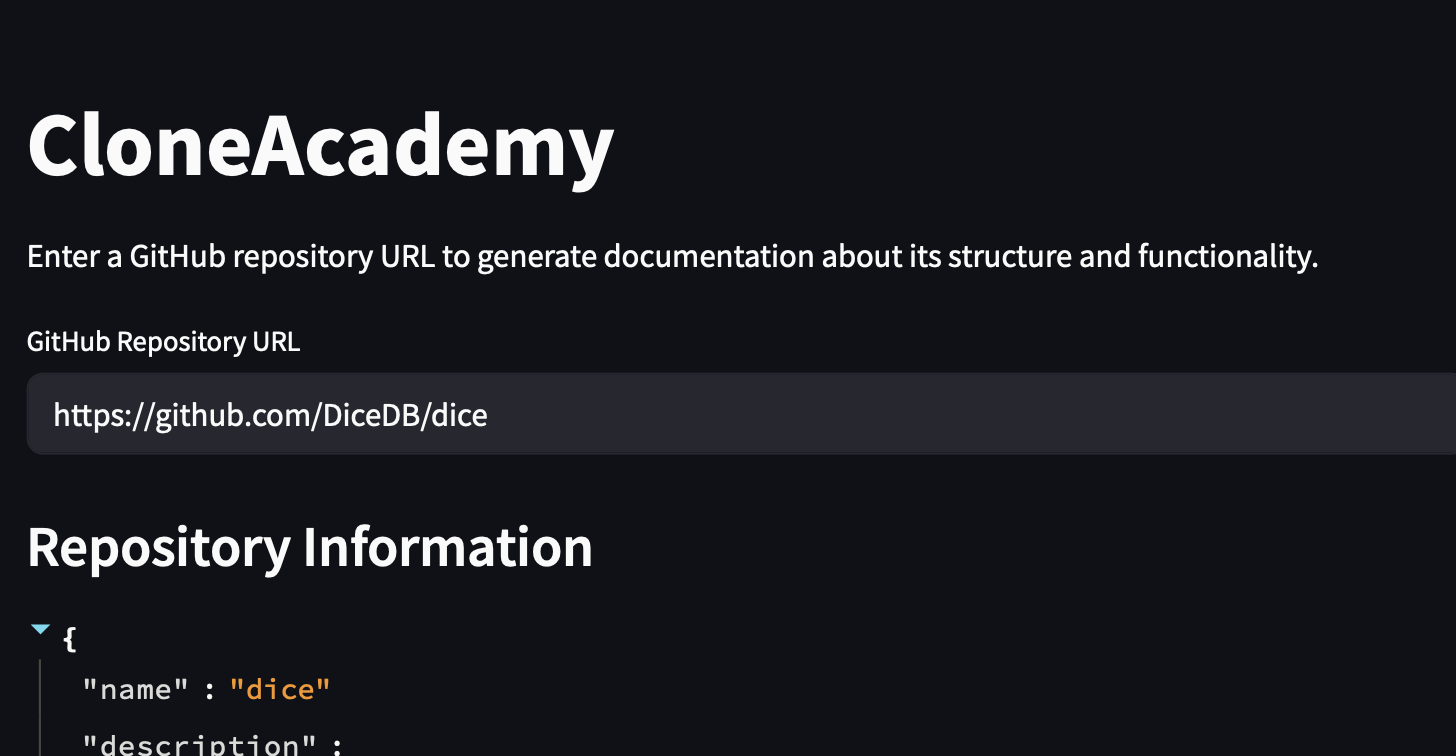 CloneAcademy
Enter a GitHub repository URL to generate documentation about its structure and functionality.
GitHub Repository URL
https://github.com/DiceDB/dice
Repository Information
{
"name" : "dice"
"description" :